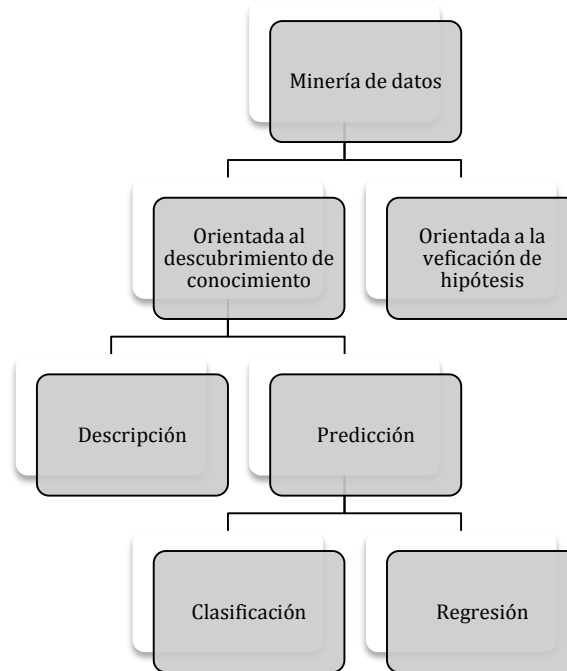 Minería de datos
Orientada al
descubrimiento de
conocimiento
Orientada a la
veficación de
hipótesis
Descripción
Predicción
Clasificación
Regresión